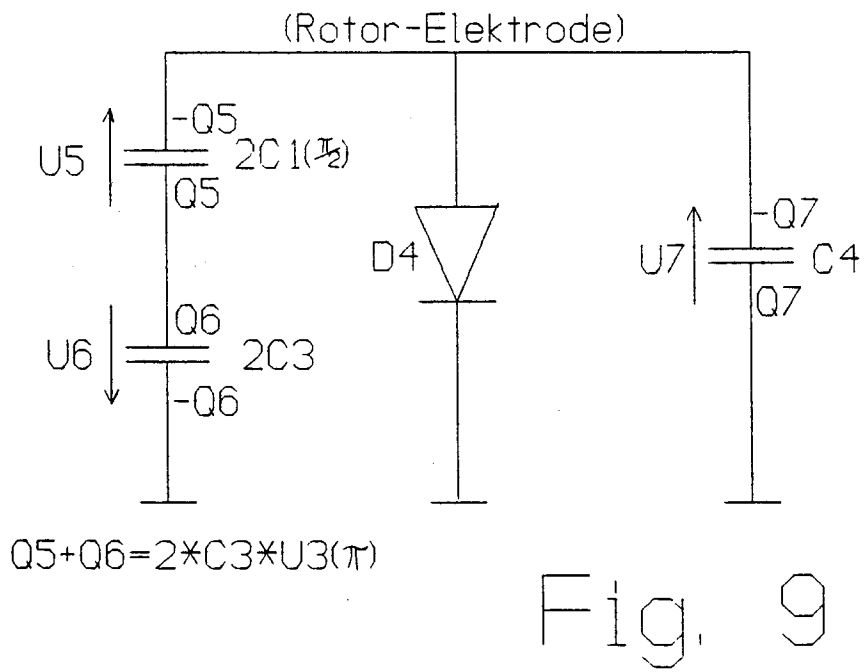 (Rotor-Elektrode)
-Q5
U5
2C1(π/2)
Q5
-Q7
D4
U7
C4
Q7
Q6
U6
2C3
-Q6
Q5+Q6=2*C3*U3(π)
Fig. 9